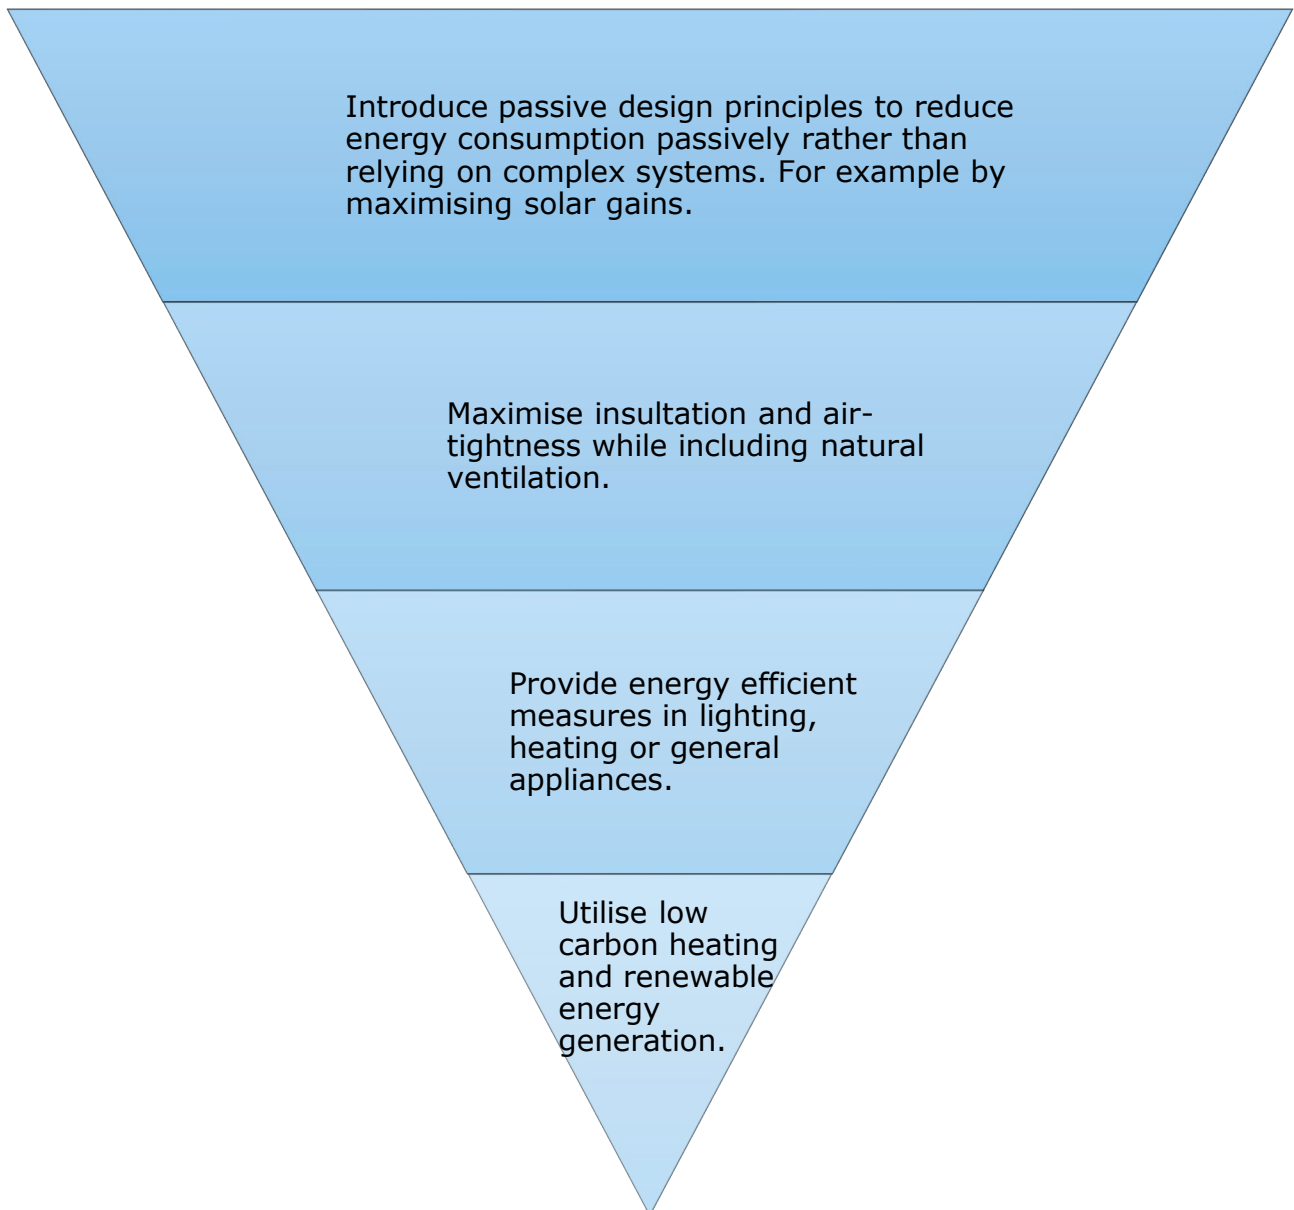 Introduce passive design principles to reduce
energy consumption passively rather than
relying on complex systems. For example by
maximising solar gains.
Maximise insultation and air-
tightness while including natural
ventilation.
Provide energy efficient
measures in lighting,
heating or general
appliances.
Utilise low
carbon heating
and renewable
energy
generation.